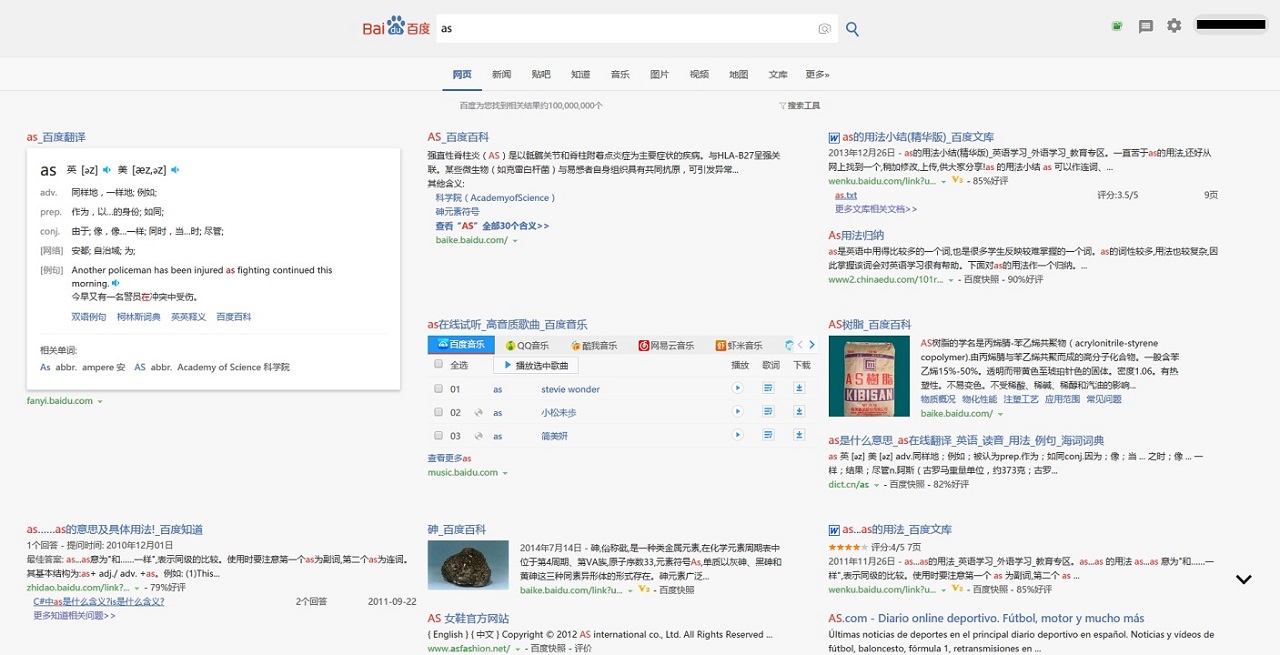 Bai du 百度
as
网页 新闻 贴吧 知道 音乐 图片 视频 地图 文库 更多»
百度为您找到相关结果约100,000,000个
搜索工具
as_百度翻译
as 英 [əz] 美 [æz,əz]
adv. 同样地，一样地; 例如;
prep. 作为，以...的身份; 如同;
conj. 由于; 像，像...一样; 同时，当...时; 尽管;
[网络] 安都; 自治域; 为;
[例句] Another policeman has been injured as fighting continued this
morning.
今早又有一名警员在冲突中受伤。
双语例句 柯林斯词典 英英释义 百度百科
相关单词:
As abbr. ampere 安 AS abbr. Academy of Science 科学院
fanyi.baidu.com
AS_百度百科
强直性脊柱炎（AS）是以骶髂关节和脊柱附着点炎症为主要症状的疾病。与HLA-B27呈强关
联。某些微生物（如克雷白杆菌）与易感者自身组织具有共同抗原，可引发异常...
其他含义:
科学院（AcademyofScience）
砷元素符号
查看“AS”全部30个含义>>
baike.baidu.com/
as的用法小结(精华版)_百度文库
2013年12月26日 - as的用法小结(精华版)_英语学习_外语学习_教育专区。一直苦于as的用法,还好从
网上找到一个,稍加修改,上传,供大家分享!as 的用法小结 as 可以作连词、...
wenku.baidu.com/link?u... V3 - 85%好评
as.txt 评分:3.5/5 9页
更多文库相关文档>>
As用法归纳
as是英语中用得比较多的一个词,也是很多学生反映较难掌握的一个词。as的词性较多,用法也较复杂,因
此掌握该词会对英语学习很有帮助。下面对as的用法作一个归纳。...
www2.chinaedu.com/101r... - 百度快照 - 90%好评
as在线试听_高音质歌曲_百度音乐
百度音乐 QQ音乐 酷我音乐 网易云音乐 虾米音乐
全选 播放选中歌曲 播放 歌词 下载
01 as stevie wonder
02 as 小松未歩
03 as 简美妍
查看更多as
music.baidu.com
AS树脂_百度百科
AS樹脂
KIBISAN
AS树脂的学名是丙烯腈-苯乙烯共聚物（acrylonitrile-styrene
copolymer).由丙烯腈与苯乙烯共聚而成的高分子化合物。一般含苯
乙烯15%-50%。透明而带黄色至琥珀针色的固体。密度1.06。有热
塑性。不易变色。不受稀酸、稀碱、稀醇和汽油的影响...
物质概况 物化性能 注塑工艺 应用范围 常见问题
baike.baidu.com/
as是什么意思_as在线翻译_英语_读音_用法_例句_海词词典
as 英 [əz] 美 [əz] adv.同样地；例如；被认为prep.作为；如同conj.因为；像；当 ... 之时；像 ... 一
样；结果；尽管n.阿斯（古罗马重量单位，约373克；古罗...
dict.cn/as - 百度快照 - 82%好评
as......as的意思及具体用法!_百度知道
1个回答 - 提问时间: 2010年12月01日
最佳答案: as...as意为"和......一样",表示同级的比较。使用时要注意第一个as为副词,第二个as为连词。
其基本结构为:as+ adj./ adv. +as。例如: (1)This...
zhidao.baidu.com/link?... - 79%好评
C#中as是什么含义?is是什么含义? 2个回答 2011-09-22
更多知道相关问题>>
砷_百度百科
2014年7月14日 - 砷,俗称砒,是一种类金属元素,在化学元素周期表中
位于第4周期、第VA族,原子序数33,元素符号As,单质以灰砷、黑砷和
黄砷这三种同素异形体的形式存在。砷元素广泛...
baike.baidu.com/link?u... V3 - 百度快照
AS 女鞋官方网站
{ English } { 中文 } Copyright © 2012 AS international co., Ltd. All Rights Reserved ...
www.asfashion.net/ - 百度快照 - 评价
as...as的用法_百度文库
评分:4/5 7页
2011年11月26日 - as...as的用法_英语学习_外语学习_教育专区。as...as 的用法 as...as 意为"和......一
样",表示同级的比较。使用时要注意第一个 as 为副词,第二个 as ...
wenku.baidu.com/link?u... V3 - 百度快照 - 85%好评
AS.com - Diario online deportivo. Fútbol, motor y mucho más
Últimas noticias de deportes en el principal diario deportivo en español. Noticias y vídeos de
fútbol, baloncesto, fórmula 1, retransmisiones en ...